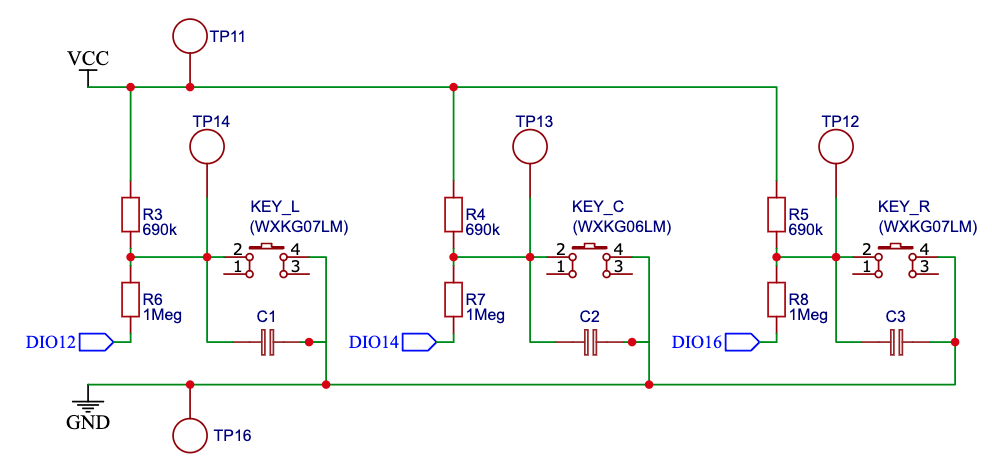 TP11
VCC
TP14
TP13
TP12
R3
690k
KEY_L
(WXKG07LM)
2
4
1
3
R4
690k
KEY_C
(WXKG06LM)
2
4
1
3
R5
690k
KEY_R
(WXKG07LM)
2
4
1
3
R6
1Meg
C1
DIO12
R7
1Meg
C2
DIO14
R8
1Meg
C3
DIO16
GND
TP16